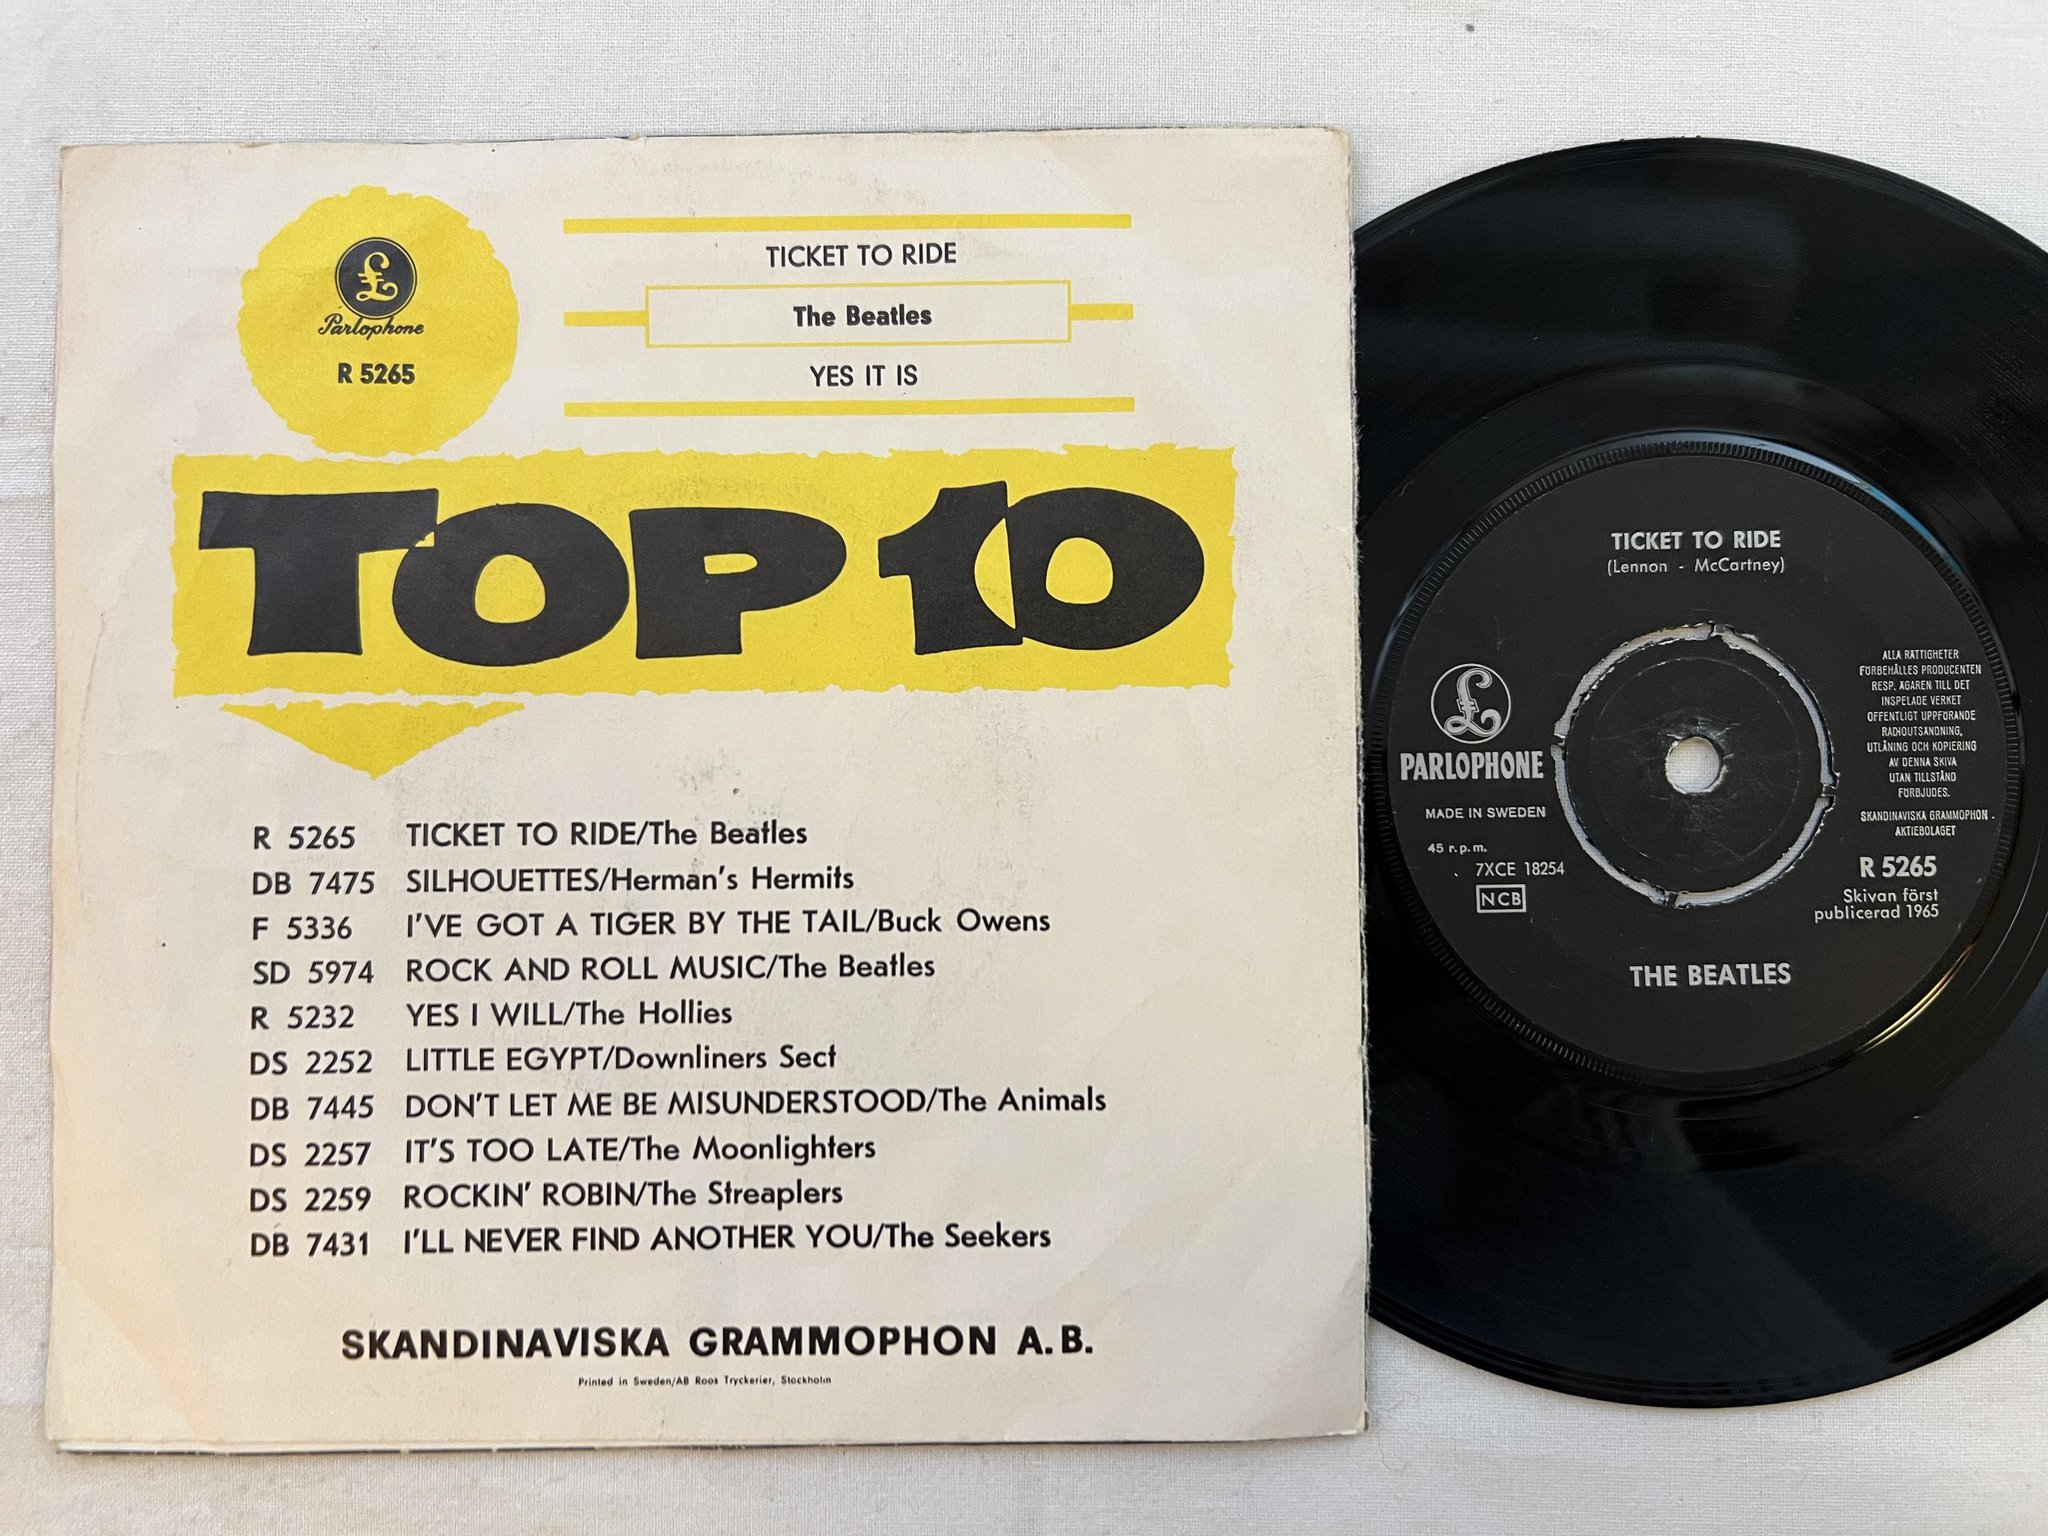 £
Parlophone
R 5265
TICKET TO RIDE
The Beatles
YES IT IS
TOP 10
R 5265 TICKET TO RIDE/The Beatles
DB 7475 SILHOUETTES/Herman's Hermits
F 5336 I'VE GOT A TIGER BY THE TAIL/Buck Owens
SD 5974 ROCK AND ROLL MUSIC/The Beatles
R 5232 YES I WILL/The Hollies
DS 2252 LITTLE EGYPT/Downliners Sect
DB 7445 DON'T LET ME BE MISUNDERSTOOD/The Animals
DS 2257 IT'S TOO LATE/The Moonlighters
DS 2259 ROCKIN' ROBIN/The Streaplers
DB 7431 I'LL NEVER FIND ANOTHER YOU/The Seekers
SKANDINAVISKA GRAMMOPHON A.B.
Printed in Sweden/AB Roos Tryckerier, Stockholm
TICKET TO RIDE
(Lennon - McCartney)
£
PARLOPHONE
MADE IN SWEDEN
45 r.p.m.
7XCE 18254
NCB
ALLA RÄTTIGHETER
FÖRBEHÅLLES PRODUCENTEN
RESP. ÄGAREN TILL DET
INSPELADE VERKET
OFFENTLIGT UPPFÖRANDE
RADIOUTSÄNDNING,
UTLÅNING OCH KOPIERING
AV DENNA SKIVA
UTAN TILLSTÅND
FÖRBJUDES.
SKANDINAVISKA GRAMMOPHON
AKTIEBOLAGET
R 5265
Skivan först
publicerad 1965
THE BEATLES